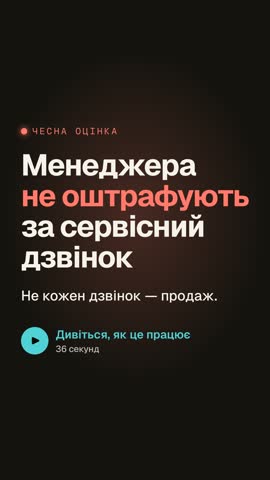 ЧЕСНА ОЦІНКА
Менеджера
не оштрафують
за сервісний
дзвінок
Не кожен дзвінок — продаж.
Дивіться, як це працює
36 секунд